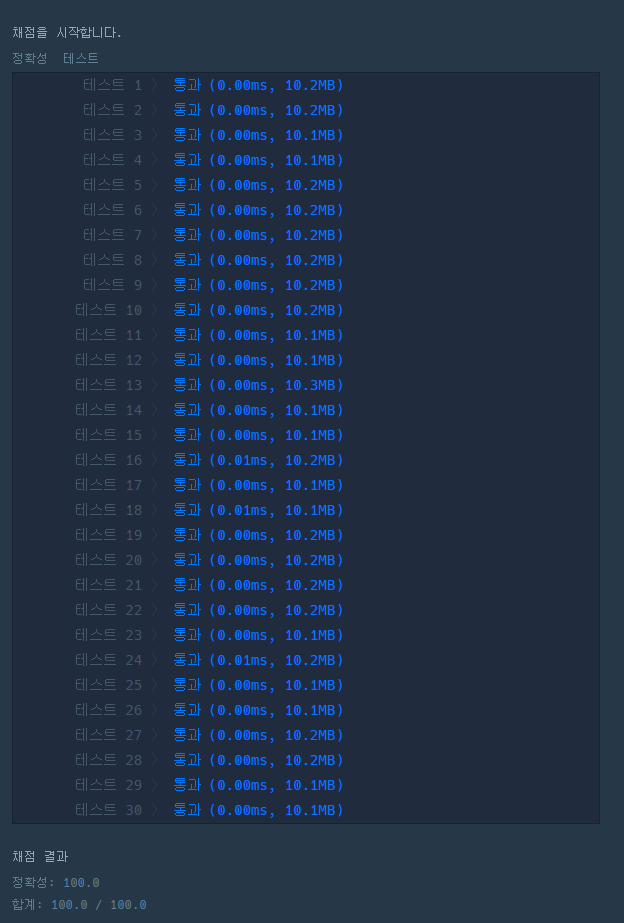 채점을 시작합니다.
정확성 테스트
테스트 1 〉 통과 (0.00ms, 10.2MB)
테스트 2 〉 통과 (0.00ms, 10.2MB)
테스트 3 〉 통과 (0.00ms, 10.1MB)
테스트 4 〉 통과 (0.00ms, 10.1MB)
테스트 5 〉 통과 (0.00ms, 10.2MB)
테스트 6 〉 통과 (0.00ms, 10.2MB)
테스트 7 〉 통과 (0.00ms, 10.1MB)
테스트 8 〉 통과 (0.00ms, 10.2MB)
테스트 9 〉 통과 (0.00ms, 10.2MB)
테스트 10 〉 통과 (0.00ms, 10.2MB)
테스트 11 〉 통과 (0.00ms, 10.1MB)
테스트 12 〉 통과 (0.00ms, 10.1MB)
테스트 13 〉 통과 (0.00ms, 10.3MB)
테스트 14 〉 통과 (0.00ms, 10.1MB)
테스트 15 〉 통과 (0.00ms, 10.1MB)
테스트 16 〉 통과 (0.01ms, 10.2MB)
테스트 17 〉 통과 (0.00ms, 10.1MB)
테스트 18 〉 통과 (0.01ms, 10.1MB)
테스트 19 〉 통과 (0.00ms, 10.2MB)
테스트 20 〉 통과 (0.00ms, 10.2MB)
테스트 21 〉 통과 (0.00ms, 10.2MB)
테스트 22 〉 통과 (0.00ms, 10.2MB)
테스트 23 〉 통과 (0.00ms, 10.1MB)
테스트 24 〉 통과 (0.01ms, 10.2MB)
테스트 25 〉 통과 (0.00ms, 10.1MB)
테스트 26 〉 통과 (0.00ms, 10.1MB)
테스트 27 〉 통과 (0.00ms, 10.2MB)
테스트 28 〉 통과 (0.00ms, 10.2MB)
테스트 29 〉 통과 (0.00ms, 10.1MB)
테스트 30 〉 통과 (0.00ms, 10.1MB)
채점 결과
정확성: 100.0
합계: 100.0 / 100.0